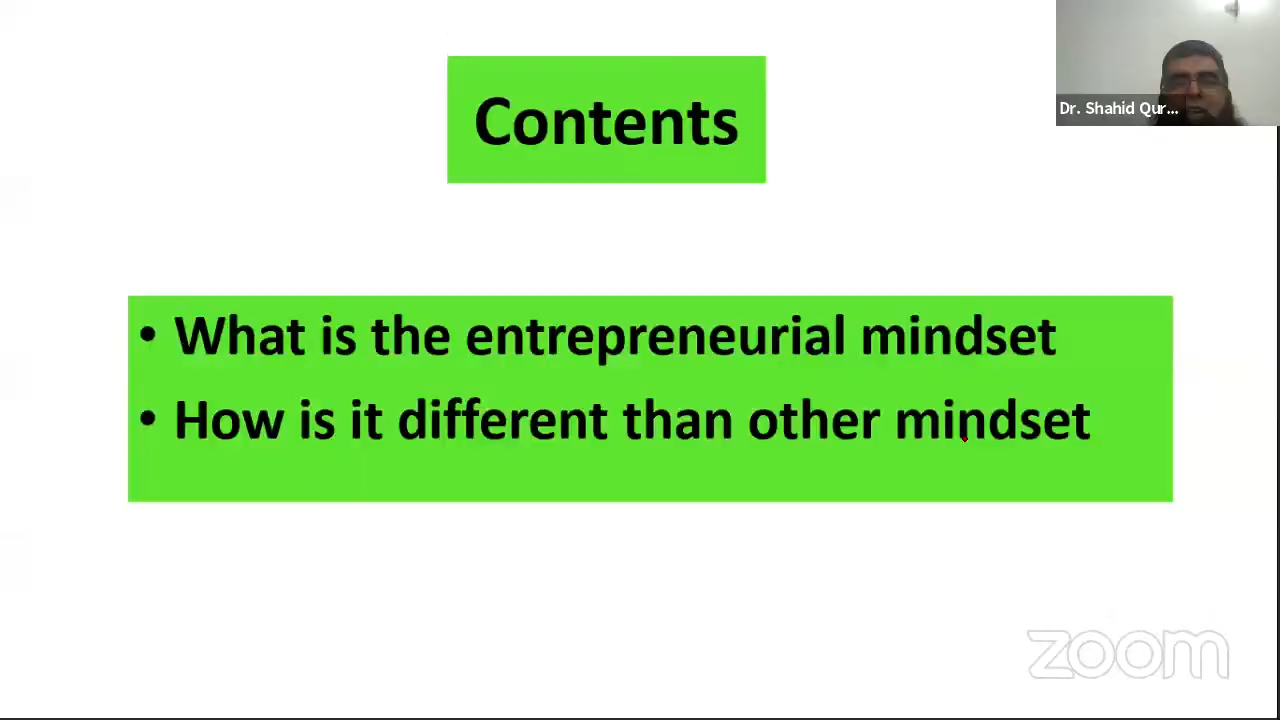 Contents
Dr. Shahid Qur...
• What is the entrepreneurial mindset
• How is it different than other mindset
zoom